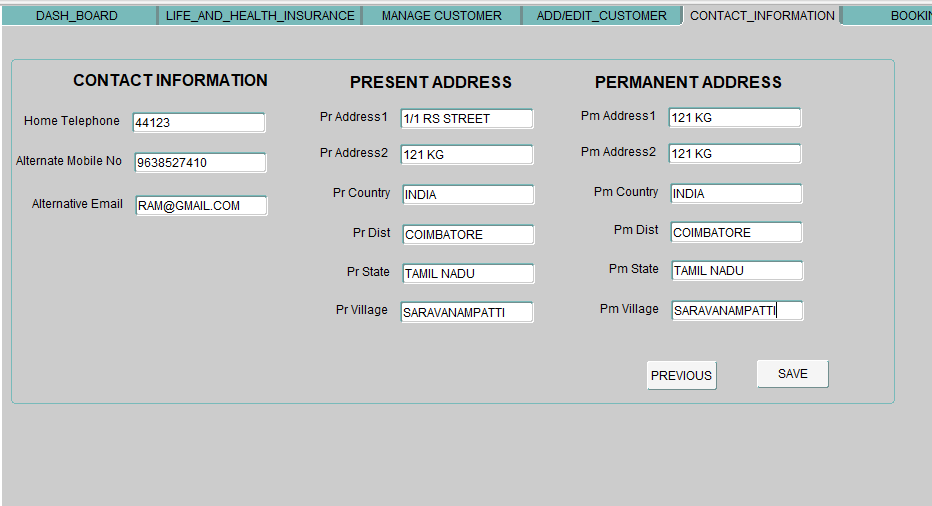 DASH_BOARD LIFE_AND_HEALTH_INSURANCE MANAGE CUSTOMER ADD/EDIT_CUSTOMER CONTACT_INFORMATION
CONTACT INFORMATION
Home Telephone 44123
Alternate Mobile No 9638527410
Alternative Email RAM@GMAIL.COM
PRESENT ADDRESS
Pr Address1 1/1 RS STREET
Pr Address2 121 KG
Pr Country INDIA
Pr Dist COIMBATORE
Pr State TAMIL NADU
Pr Village SARAVANAMPATTI
PERMANENT ADDRESS
Pm Address1 121 KG
Pm Address2 121 KG
Pm Country INDIA
Pm Dist COIMBATORE
Pm State TAMIL NADU
Pm Village SARAVANAMPATTI
PREVIOUS SAVE